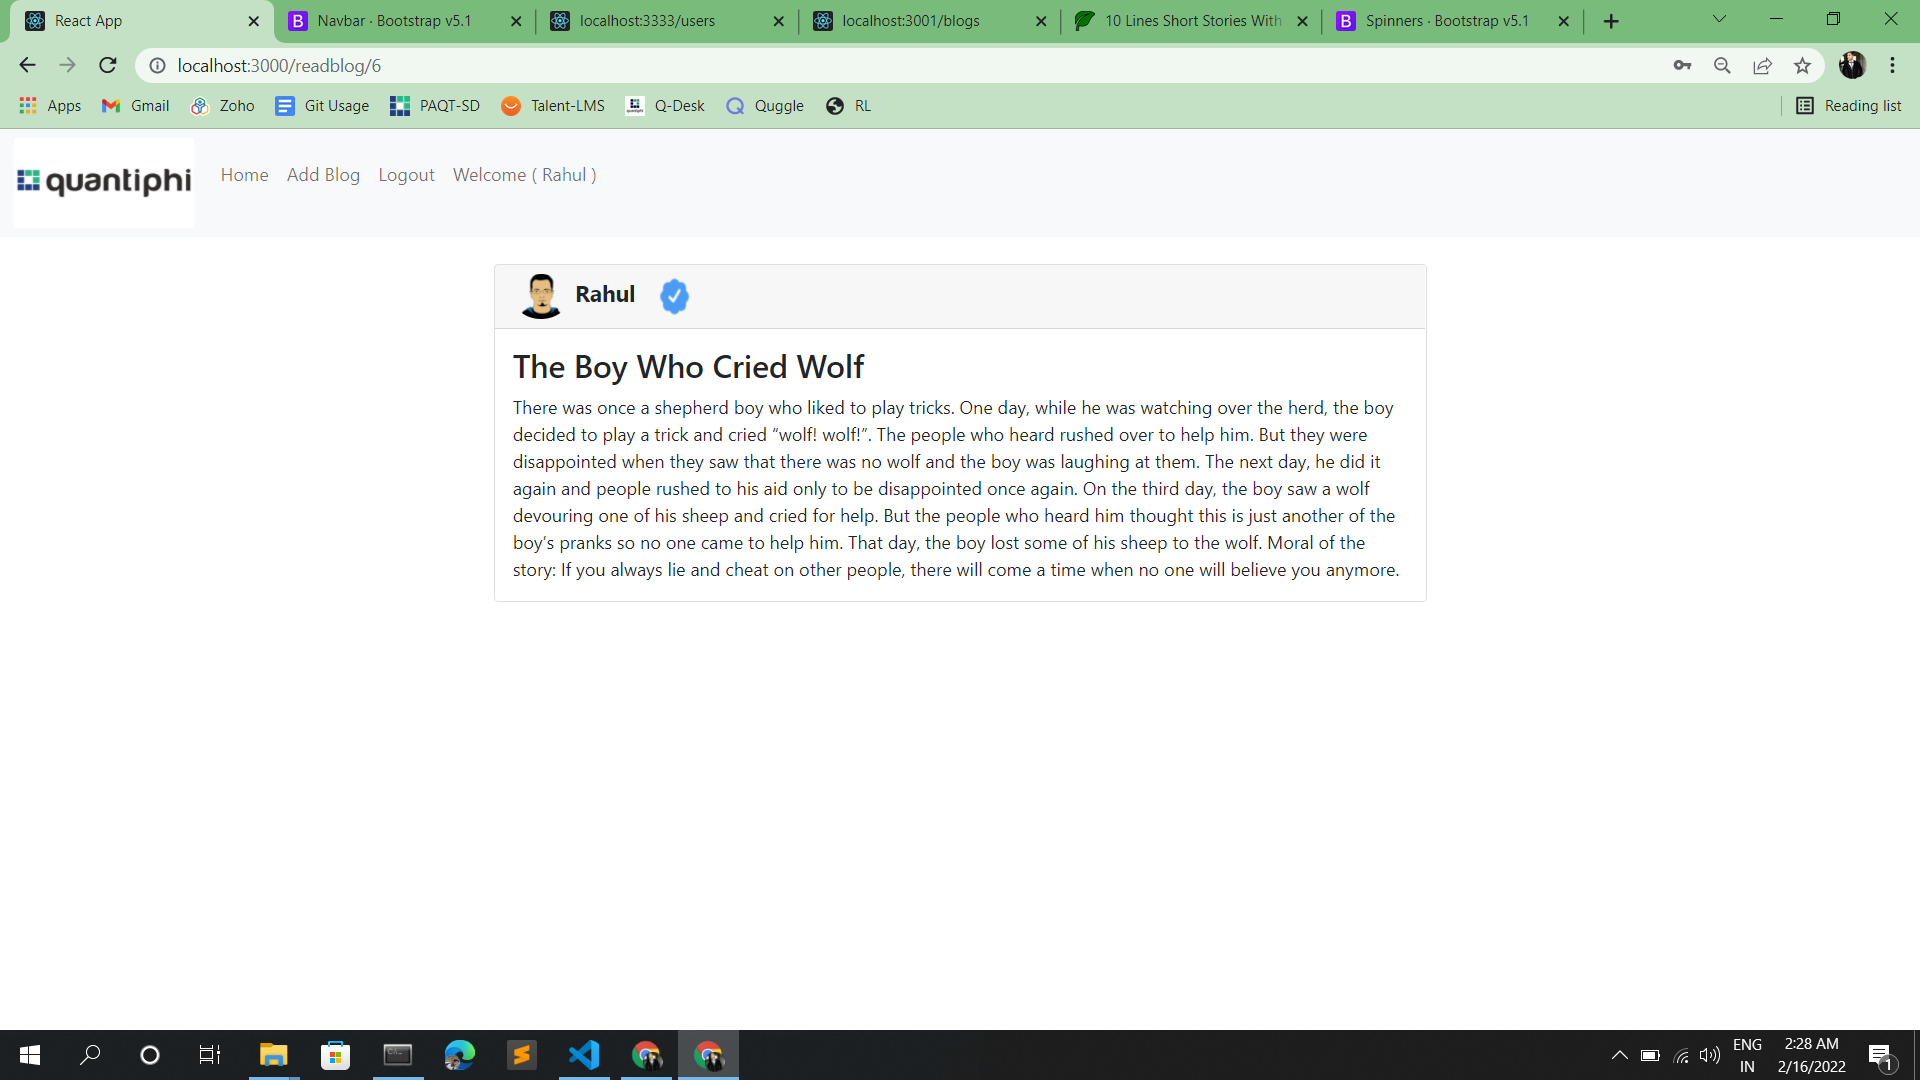 React App
Navbar · Bootstrap v5.1
localhost:3333/users
localhost:3001/blogs
10 Lines Short Stories With
Spinners · Bootstrap v5.1
localhost:3000/readblog/6
Apps
Gmail
Zoho
Git Usage
PAQT-SD
Talent-LMS
Q-Desk
Quggle
RL
Reading list
quantiphi
Home
Add Blog
Logout
Welcome ( Rahul )
Rahul
The Boy Who Cried Wolf
There was once a shepherd boy who liked to play tricks. One day, while he was watching over the herd, the boy
decided to play a trick and cried “wolf! wolf!”. The people who heard rushed over to help him. But they were
disappointed when they saw that there was no wolf and the boy was laughing at them. The next day, he did it
again and people rushed to his aid only to be disappointed once again. On the third day, the boy saw a wolf
devouring one of his sheep and cried for help. But the people who heard him thought this is just another of the
boy’s pranks so no one came to help him. That day, the boy lost some of his sheep to the wolf. Moral of the
story: If you always lie and cheat on other people, there will come a time when no one will believe you anymore.
ENG
IN
2:28 AM
2/16/2022
1